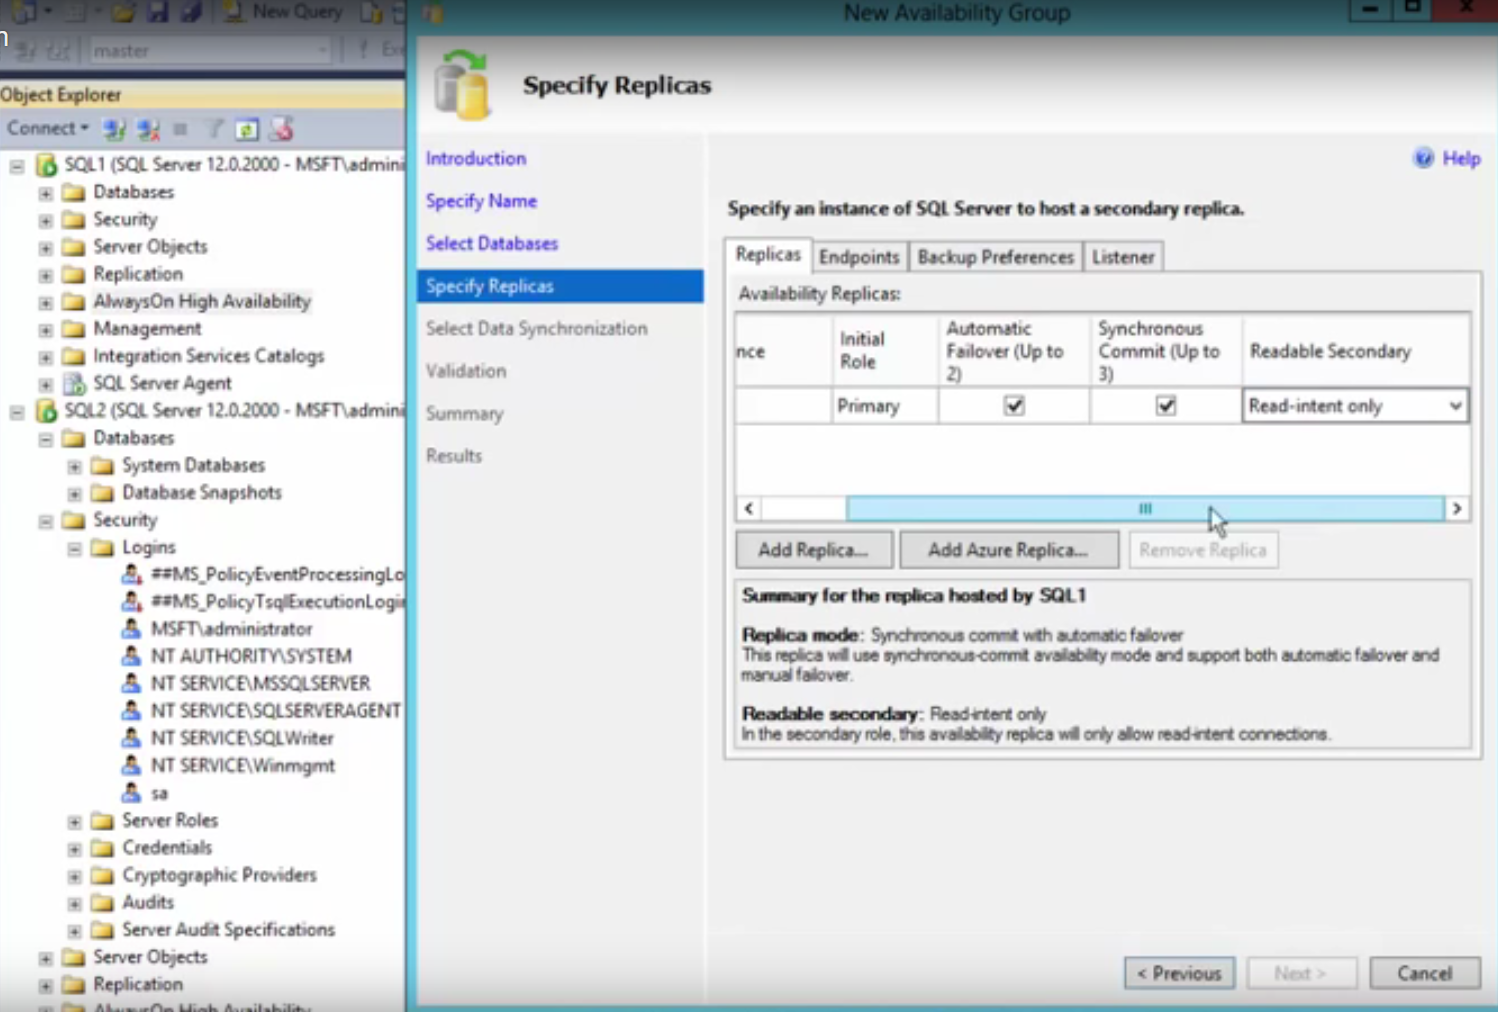 New Query
New Availability Group
n
master
Exe
Object Explorer
Connect
SQL1 (SQL Server 12.0.2000 - MSFT\admini
Databases
Security
Server Objects
Replication
AlwaysOn High Availability
Management
Integration Services Catalogs
SQL Server Agent
SQL2 (SQL Server 12.0.2000 - MSFT\admini
Databases
System Databases
Database Snapshots
Security
Logins
##MS_PolicyEventProcessingLo
##MS_PolicyTsqlExecutionLogin
MSFT\administrator
NT AUTHORITY\SYSTEM
NT SERVICE\MSSQLSERVER
NT SERVICE\SQLSERVERAGENT
NT SERVICE\SQLWriter
NT SERVICE\Winmgmt
sa
Server Roles
Credentials
Cryptographic Providers
Audits
Server Audit Specifications
Server Objects
Replication
AlwaysOn High Availability
Specify Replicas
Introduction
Specify Name
Select Databases
Specify Replicas
Select Data Synchronization
Validation
Summary
Results
Help
Specify an instance of SQL Server to host a secondary replica.
Replicas Endpoints Backup Preferences Listener
Availability Replicas:
nce
Initial
Role
Automatic
Failover (Up to
2)
Synchronous
Commit (Up to
3)
Readable Secondary
Primary Read-intent only
Add Replica... Add Azure Replica... Remove Replica
Summary for the replica hosted by SQL1
Replica mode: Synchronous commit with automatic failover
This replica will use synchronous-commit availability mode and support both automatic failover and
manual failover.
Readable secondary: Read-intent only
In the secondary role, this availability replica will only allow read-intent connections.
< Previous Next > Cancel